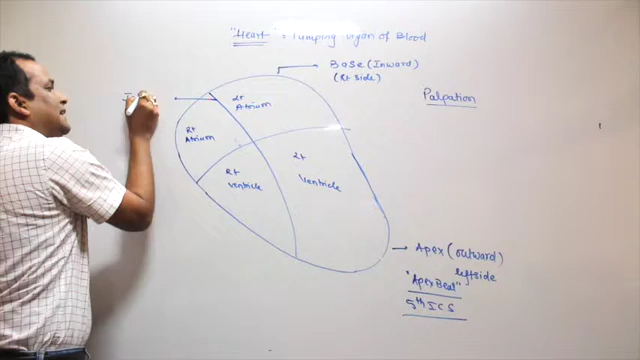 "Heart" = Pumping organ of Blood
Base (Inward)
(Rt side)
Palpation
Lt
Atrium
Rt
Atrium
Lt
Ventricle
Rt
Ventricle
Apex (outward)
leftside
"Apex Beat"
5th ICS